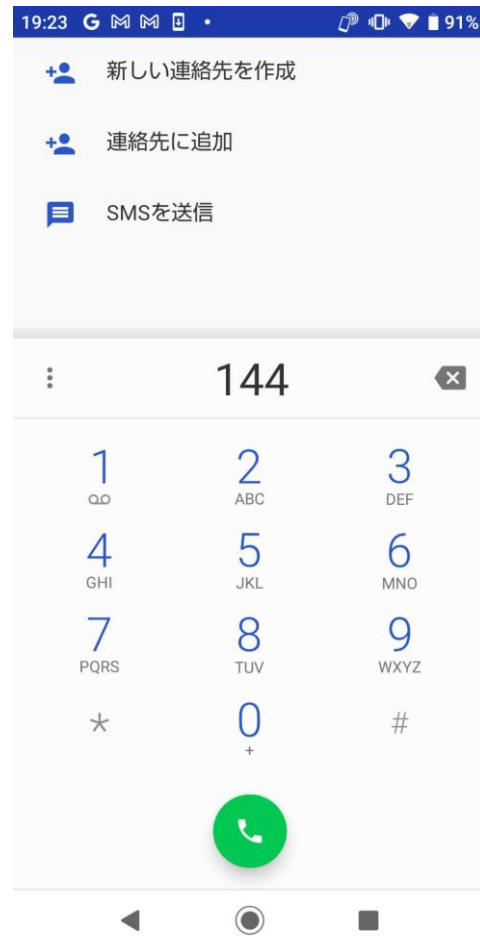 19:23 G 91%
新しい連絡先を作成
連絡先に追加
SMSを送信
144
1 2 3
ABC DEF
4 5 6
GHI JKL MNO
7 8 9
PQRS TUV WXYZ
* 0 #
+